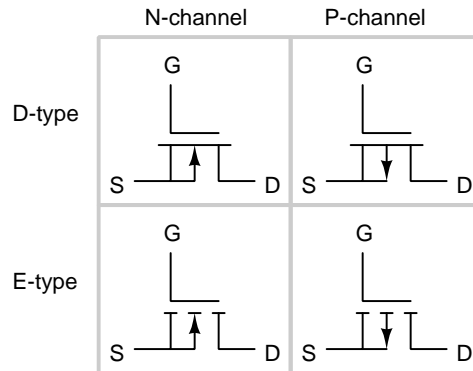 N-channel P-channel
D-type
G G
S D S D
E-type
G G
S D S D